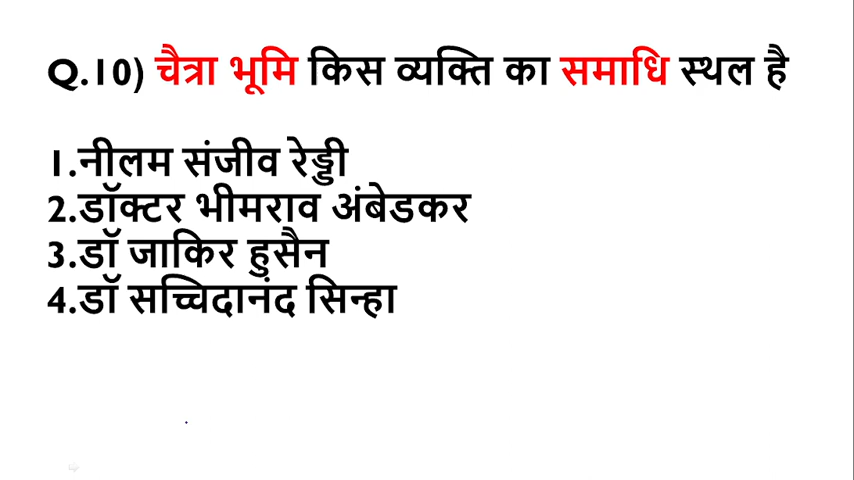 Q.10) चैत्रा भूमि किस व्यक्ति का समाधि स्थल है
1.नीलम संजीव रेड्डी
2.डॉक्टर भीमराव अंबेडकर
3.डॉ जाकिर हुसैन
4.डॉ सच्चिदानंद सिन्हा